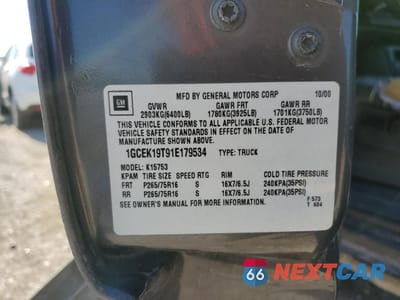 MFD BY GENERAL MOTORS CORP 10/00
GM
GVWR GAWR FRT GAWR RR
2903KG(6400LB) 1780KG(3925LB) 1701KG(3750LB)
THIS VEHICLE CONFORMS TO ALL APPLICABLE U.S. FEDERAL MOTOR
VEHICLE SAFETY STANDARDS IN EFFECT ON THE DATE OF
MANUFACTURE SHOWN ABOVE.
1GCEK19T91E179534 TYPE: TRUCK
MODEL: K15753
KPAM TIRE SIZE SPEED RTG RIM COLD TIRE PRESSURE
FRT P265/75R16 S 16X7/6.5J 240KPA(35PSI)
RR P265/75R16 S 16X7/6.5J 240KPA(35PSI)
SEE OWNER'S MANUAL FOR MORE INFORMATION.
F 573
T 684
66 NEXTCAR